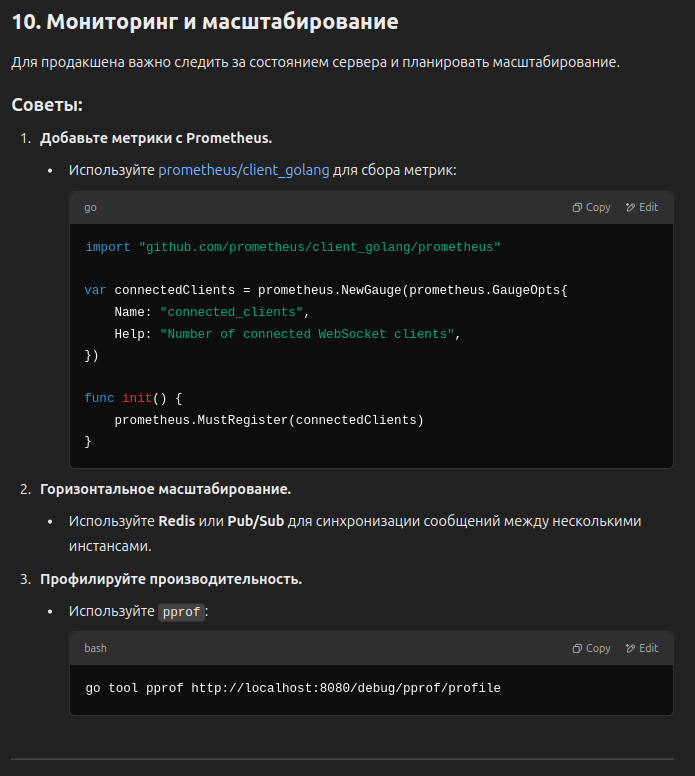 10. Мониторинг и масштабирование
Для продакшена важно следить за состоянием сервера и планировать масштабирование.
Советы:
1. Добавьте метрики с Prometheus.
• Используйте prometheus/client_golang для сбора метрик:
go Copy Edit
import "github.com/prometheus/client_golang/prometheus"
var connectedClients = prometheus.NewGauge(prometheus.GaugeOpts{
    Name: "connected_clients",
    Help: "Number of connected WebSocket clients",
})
func init() {
    prometheus.MustRegister(connectedClients)
}
2. Горизонтальное масштабирование.
• Используйте Redis или Pub/Sub для синхронизации сообщений между несколькими
инстансами.
3. Профилируйте производительность.
• Используйте pprof:
bash Copy Edit
go tool pprof http://localhost:8080/debug/pprof/profile